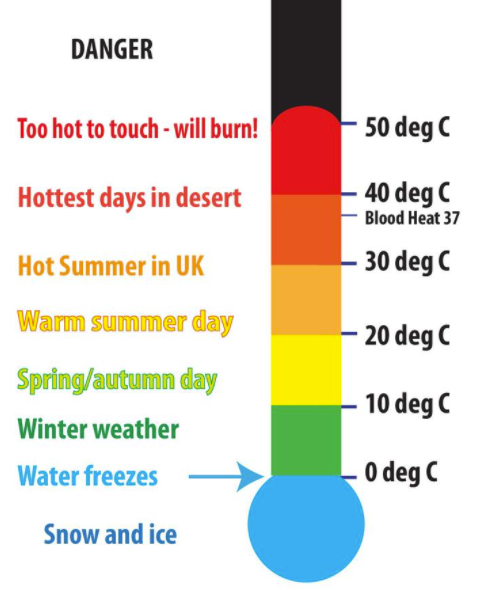 DANGER
Too hot to touch - will burn!
50 deg C
Hottest days in desert
40 deg C
Blood Heat 37
Hot Summer in UK
30 deg C
Warm summer day
20 deg C
Spring/autumn day
10 deg C
Winter weather
Water freezes
0 deg C
Snow and ice